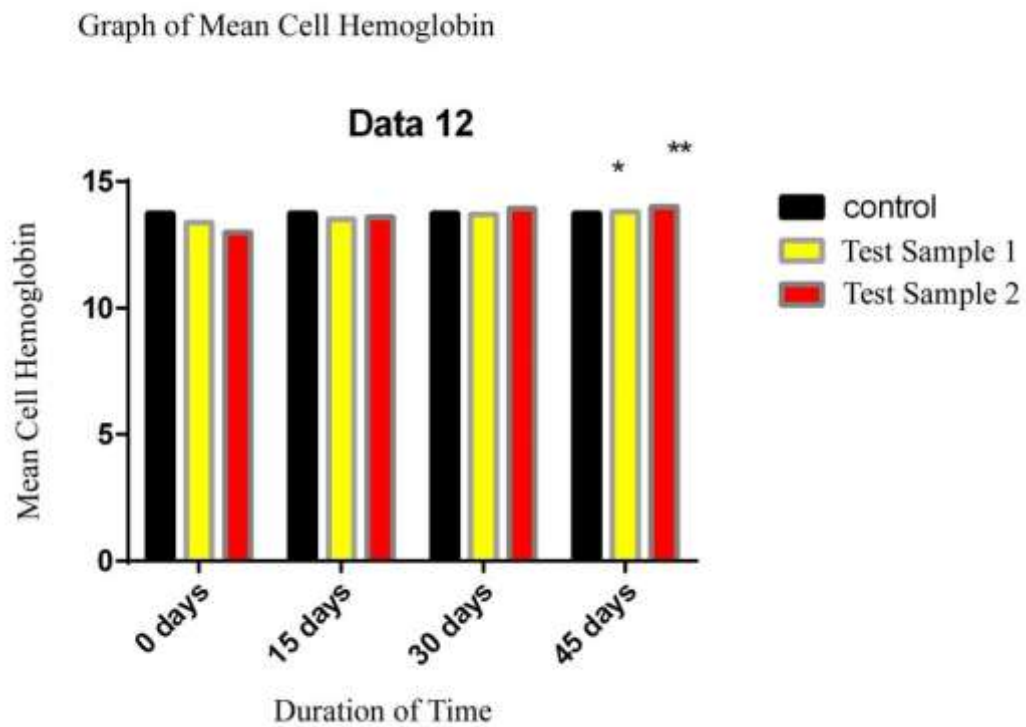 Graph of Mean Cell Hemoglobin
Data 12
* **
15
10
5
0
Mean Cell Hemoglobin
0 days
15 days
30 days
45 days
Duration of Time
control
Test Sample 1
Test Sample 2